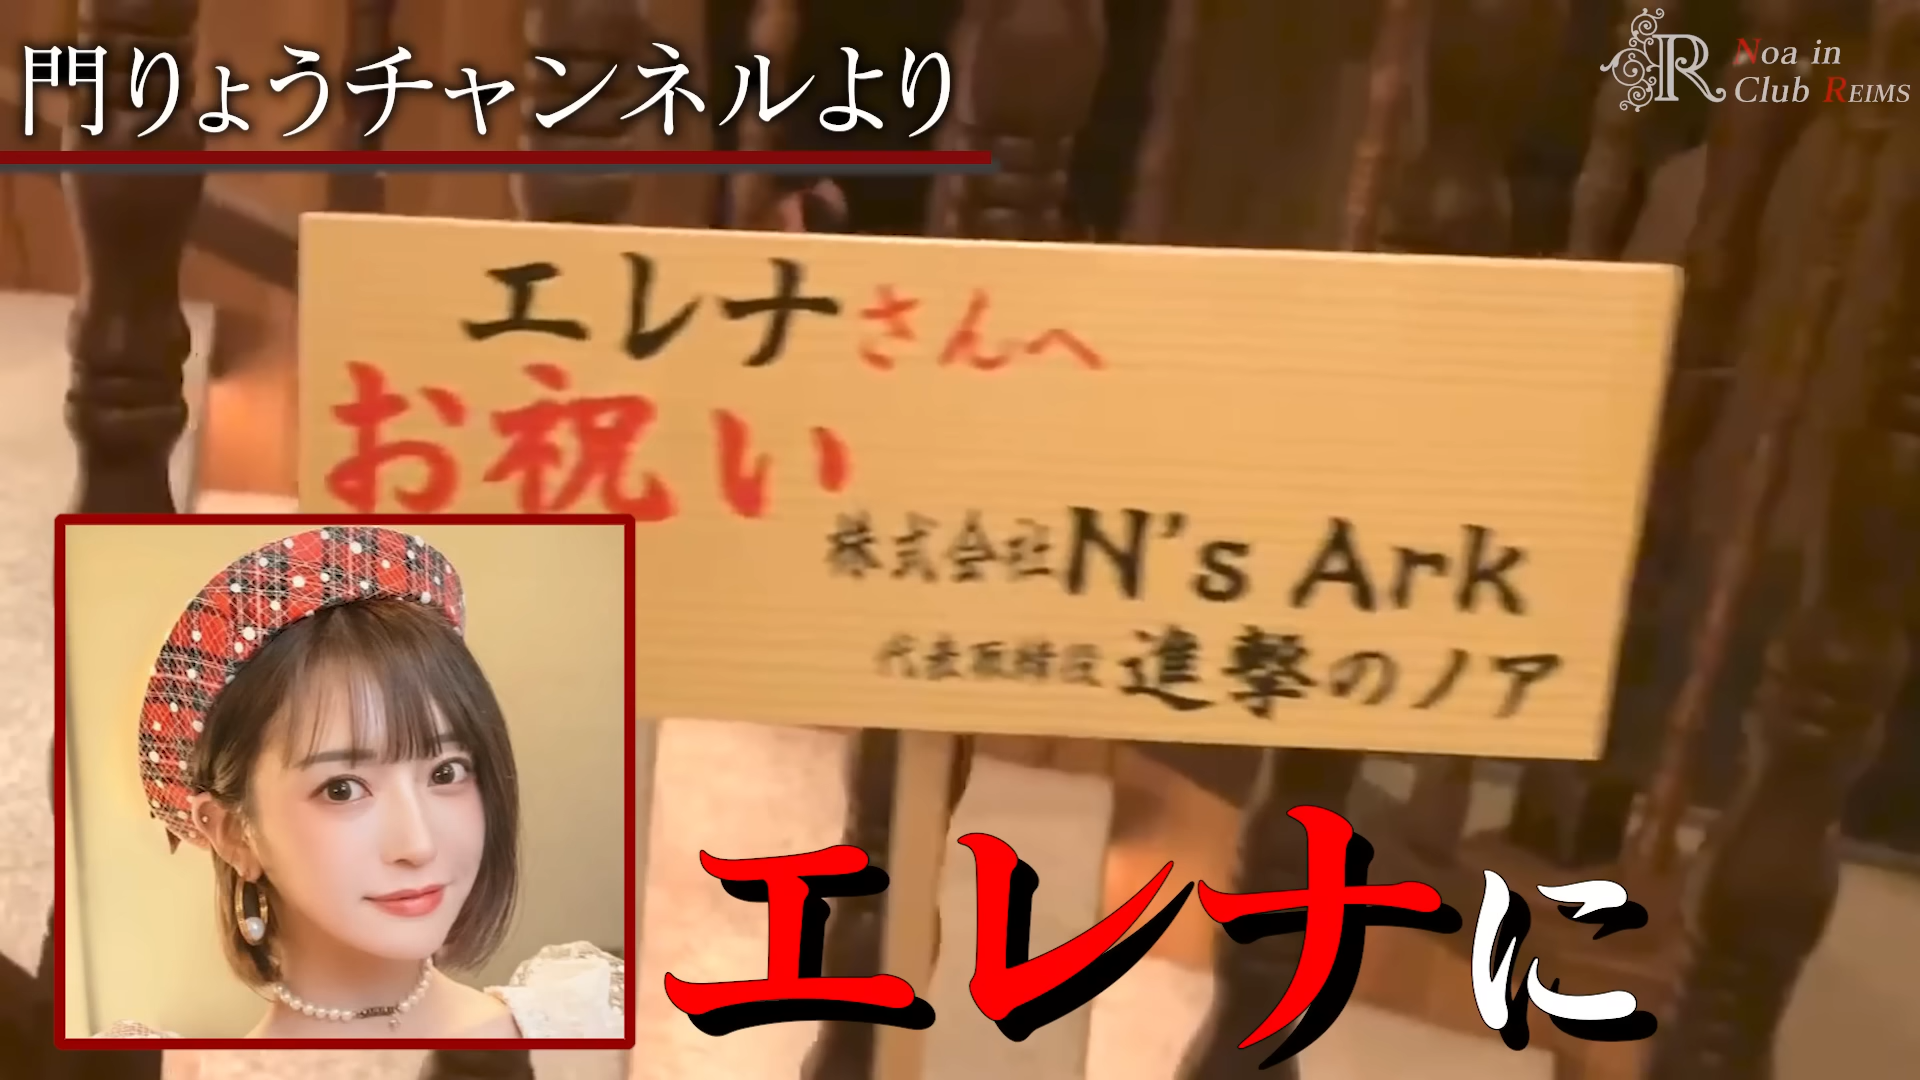 門りょうチャンネルより
R Noa in
Club REIMS
エレナさんへ
お祝い
株式会社N's Ark
代表取締役 進撃のノア
エレナに